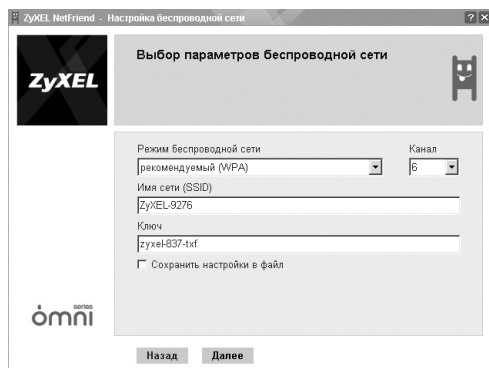 ZyXEL NetFriend - Настройка беспроводной сети
ZyXEL
Выбор параметров беспроводной сети
Режим беспроводной сети
Канал
рекомендуемый (WPA)
6
Имя сети (SSID)
ZyXEL-9276
Ключ
zyxel-837-txf
Сохранить настройки в файл
series
omni
Назад
Далее